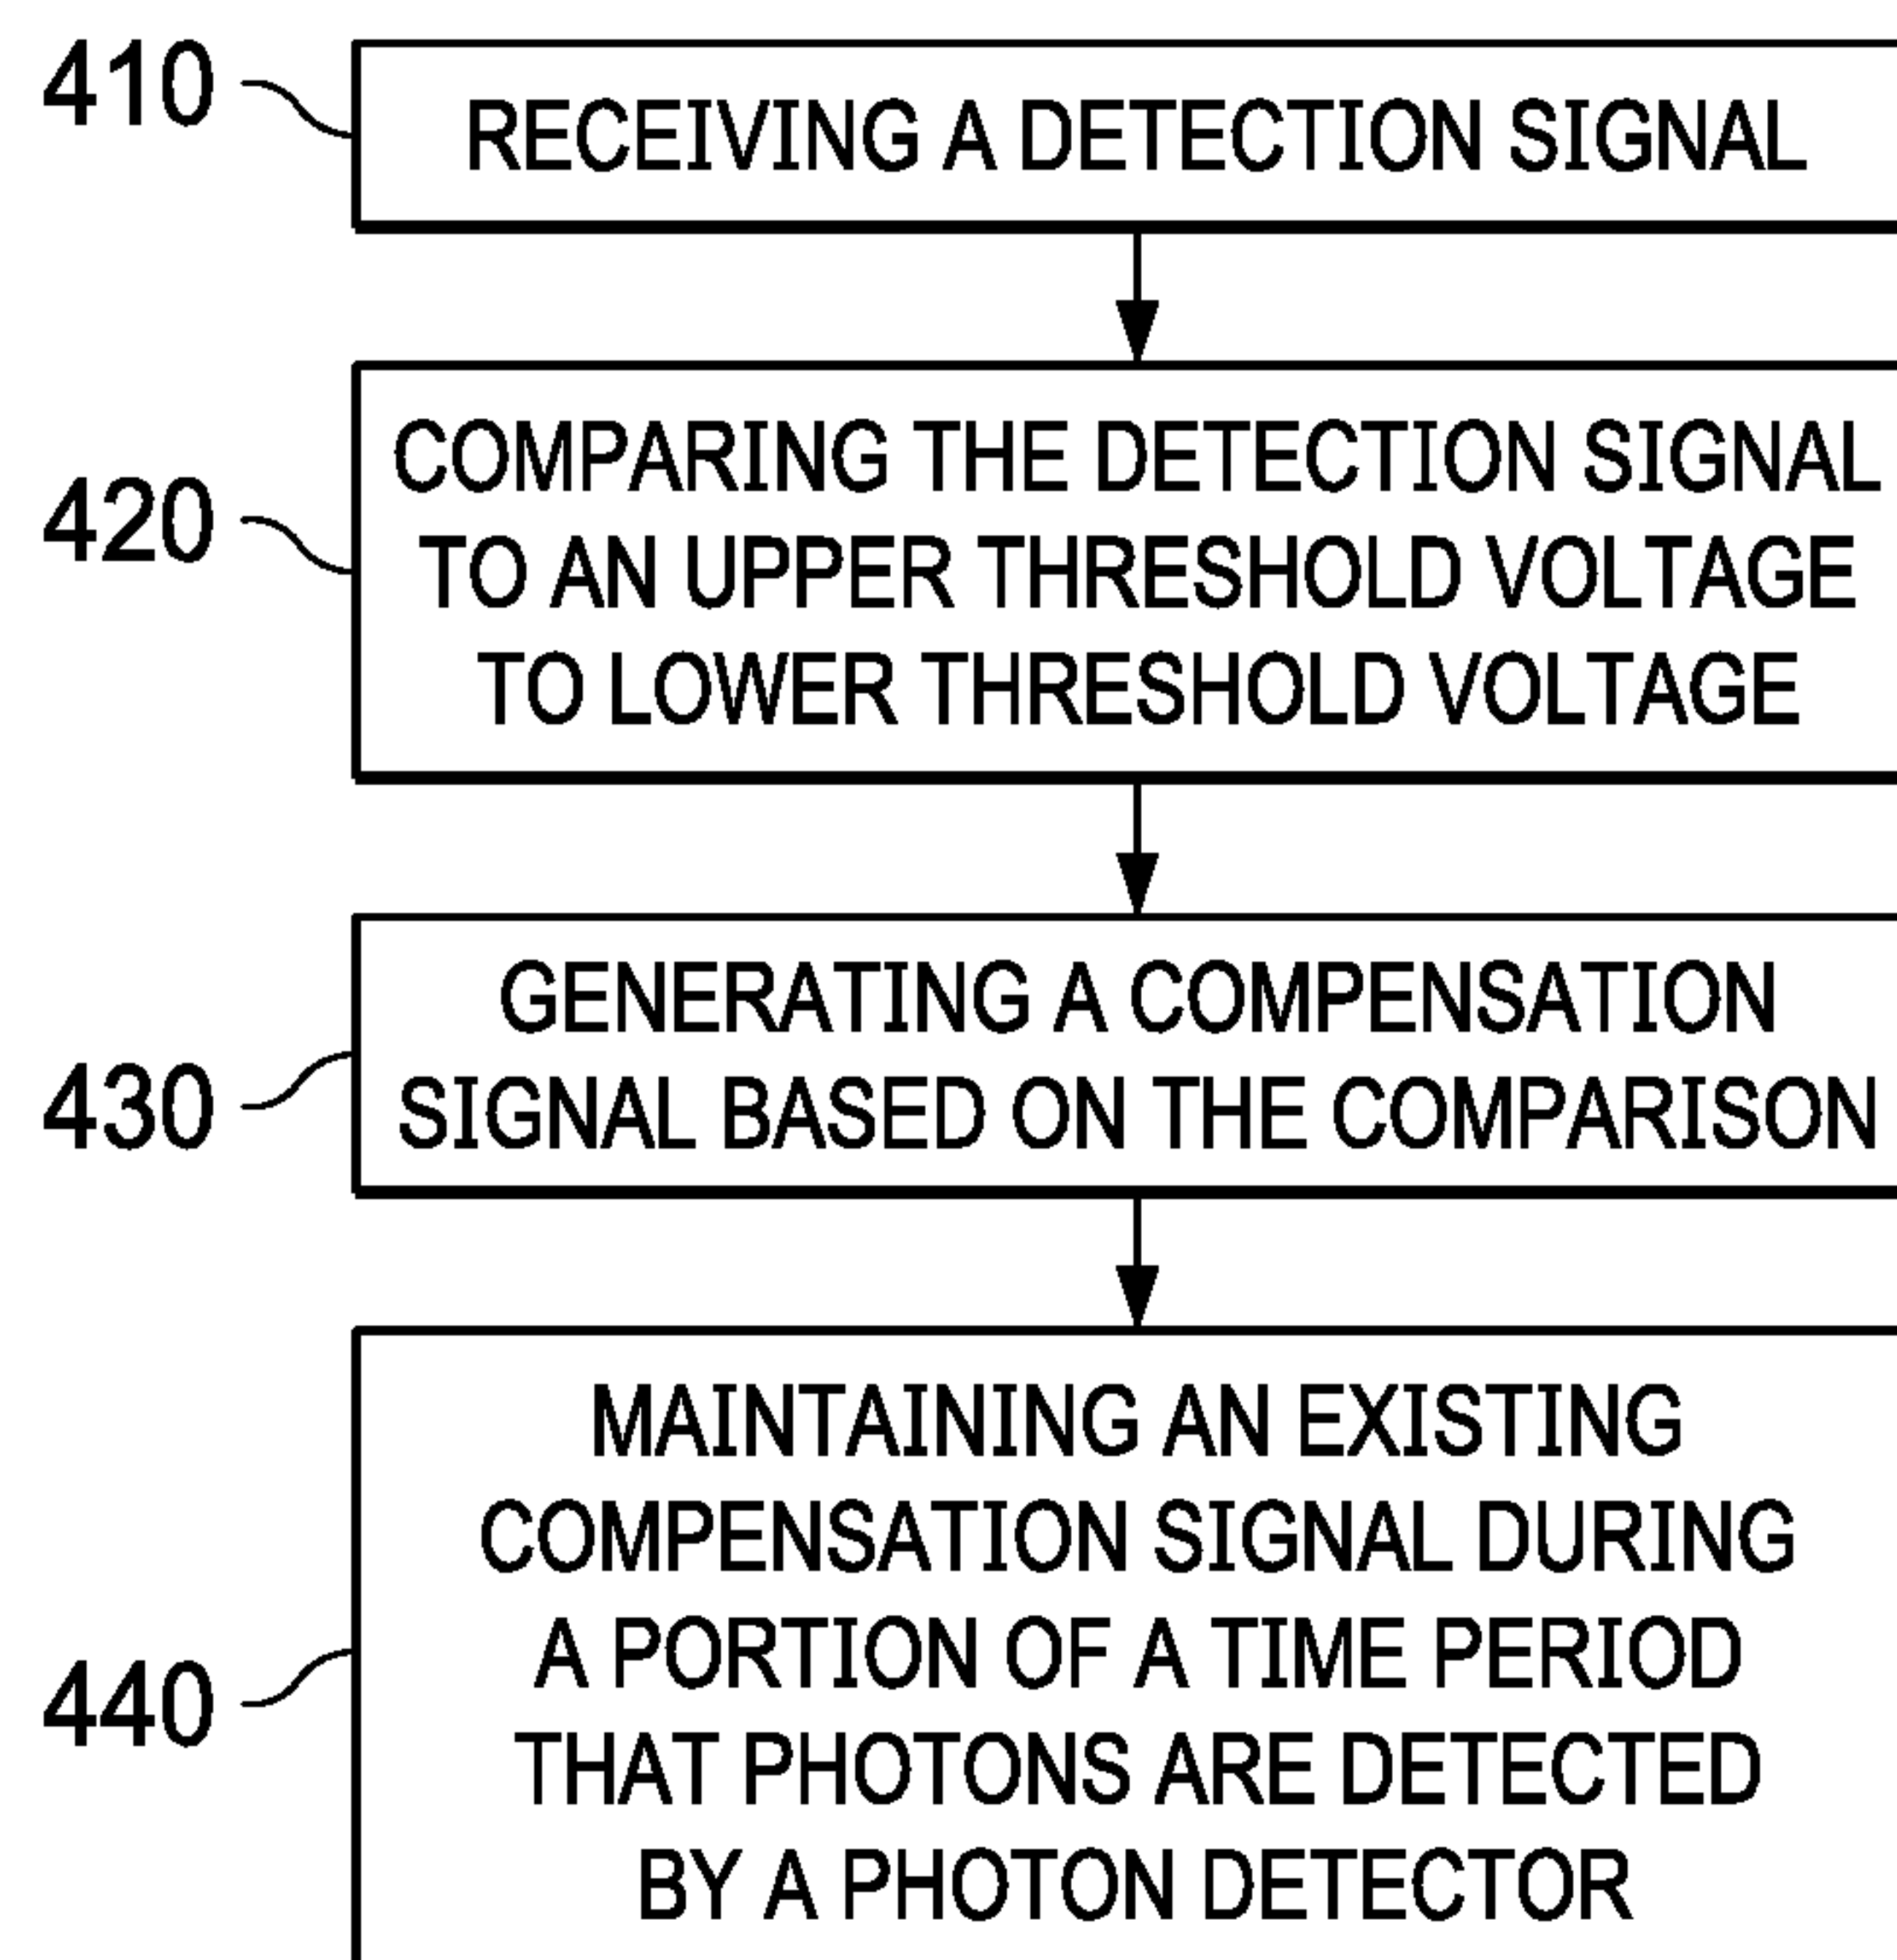 410
RECEIVING A DETECTION SIGNAL
420
COMPARING THE DETECTION SIGNAL
TO AN UPPER THRESHOLD VOLTAGE
TO LOWER THRESHOLD VOLTAGE
430
GENERATING A COMPENSATION
SIGNAL BASED ON THE COMPARISON
440
MAINTAINING AN EXISTING
COMPENSATION SIGNAL DURING
A PORTION OF A TIME PERIOD
THAT PHOTONS ARE DETECTED
BY A PHOTON DETECTOR